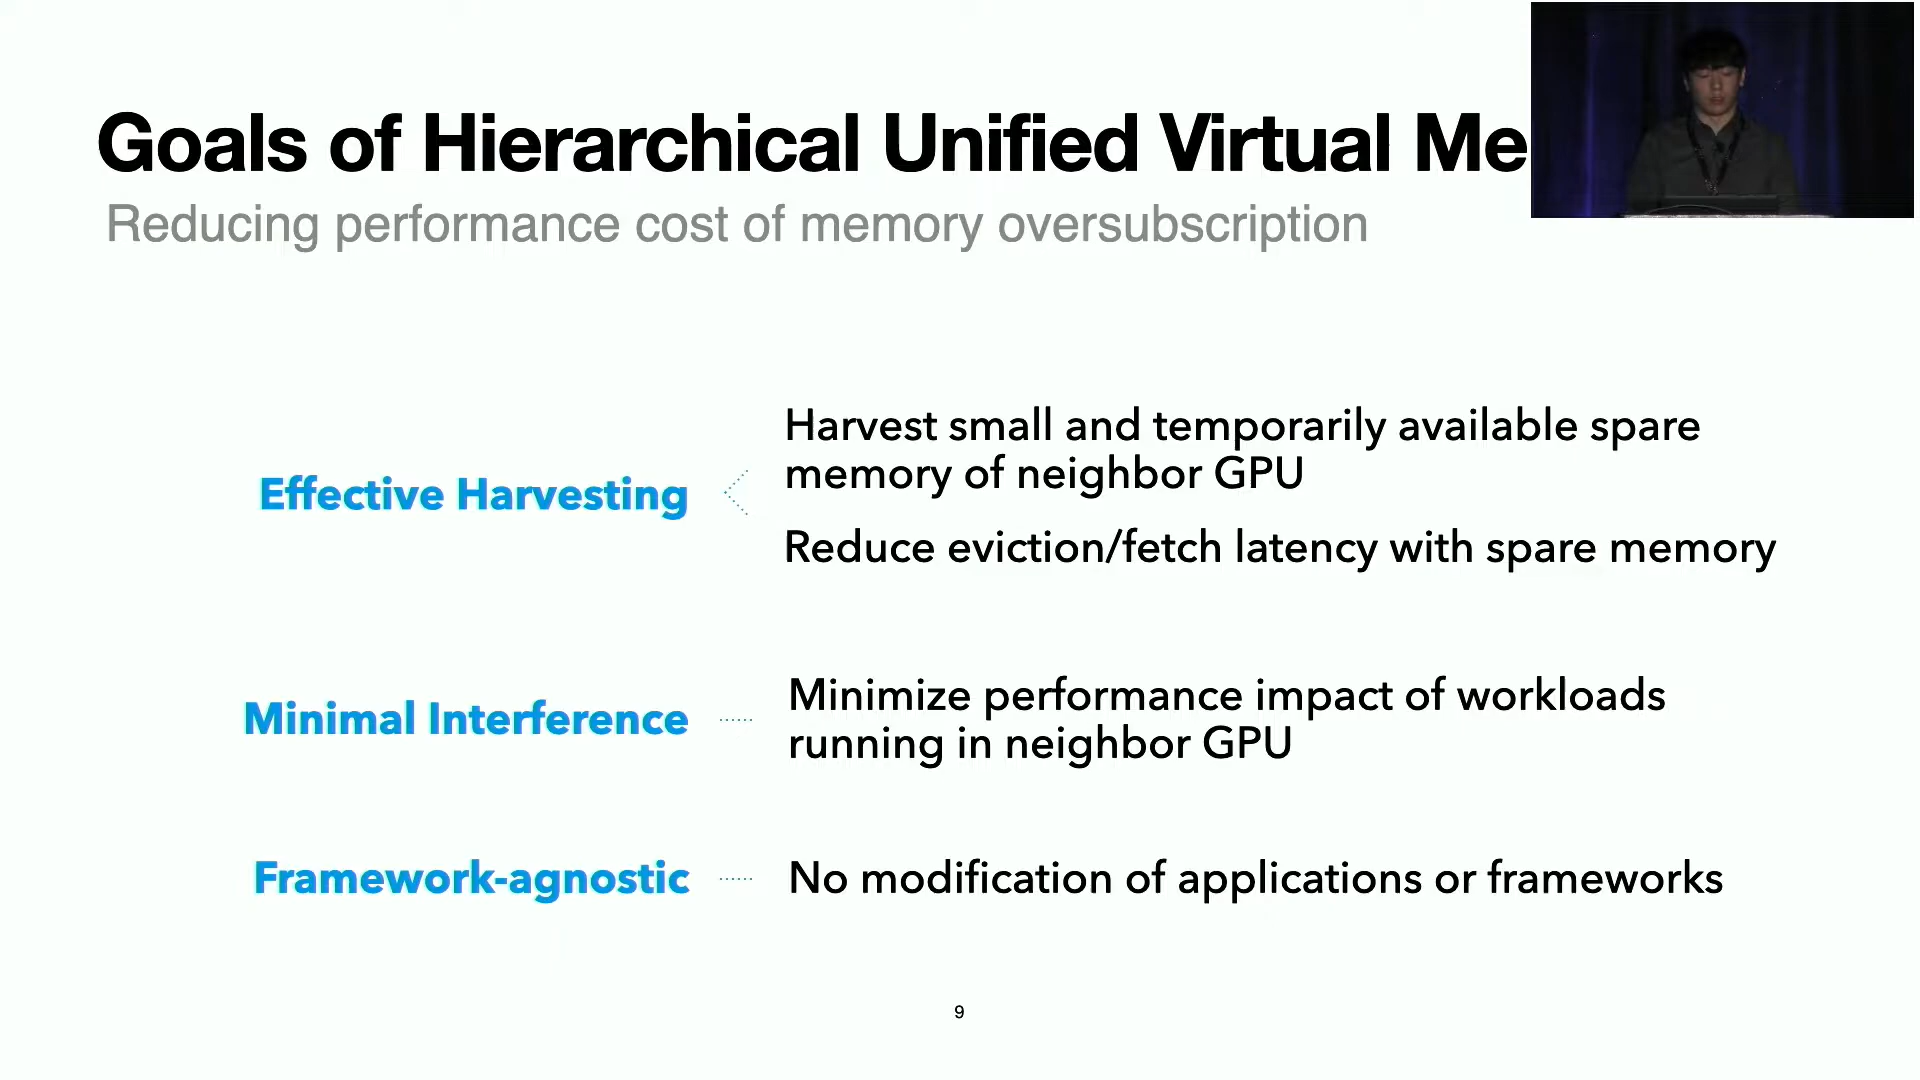 Goals of Hierarchical Unified Virtual Me
Reducing performance cost of memory oversubscription
Effective Harvesting
Harvest small and temporarily available spare
memory of neighbor GPU
Reduce eviction/fetch latency with spare memory
Minimal Interference
Minimize performance impact of workloads
running in neighbor GPU
Framework-agnostic
No modification of applications or frameworks
9